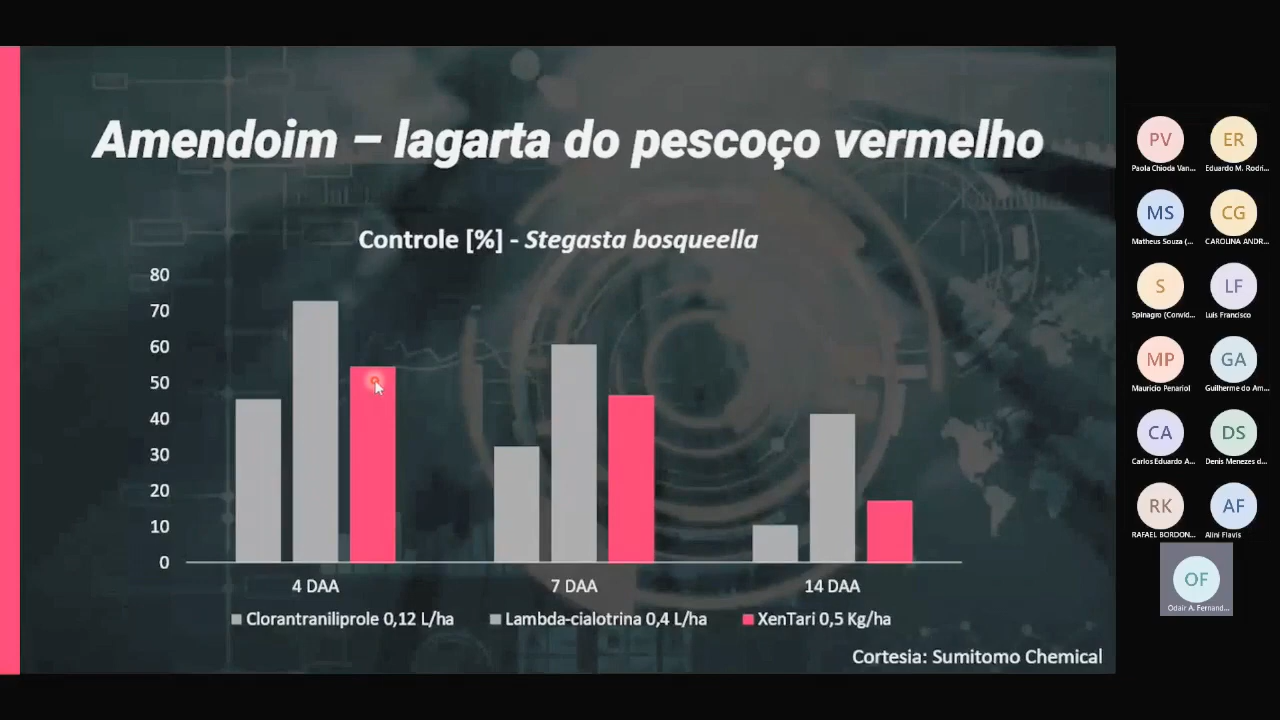 Amendoim – lagarta do pescoço vermelho
Controle [%] - Stegasta bosqueella
80
70
60
50
40
30
20
10
0
4 DAA
7 DAA
14 DAA
Clorantraniliprole 0,12 L/ha
Lambda-cialotrina 0,4 L/ha
XenTari 0,5 Kg/ha
Cortesia: Sumitomo Chemical
PV
ER
Paola Chioda Van...
Eduardo M. Rodri...
MS
CG
Matheus Souza (...
CAROLINA ANDR...
S
LF
Spinagro (Convid...
Luis Francisco
MP
GA
Mauricio Penariol
Guilherme do Am...
CA
DS
Carlos Eduardo A...
Denis Menezes d...
RK
AF
RAFAEL BORDON...
Alini Flavis
OF
Odair A. Fernand...